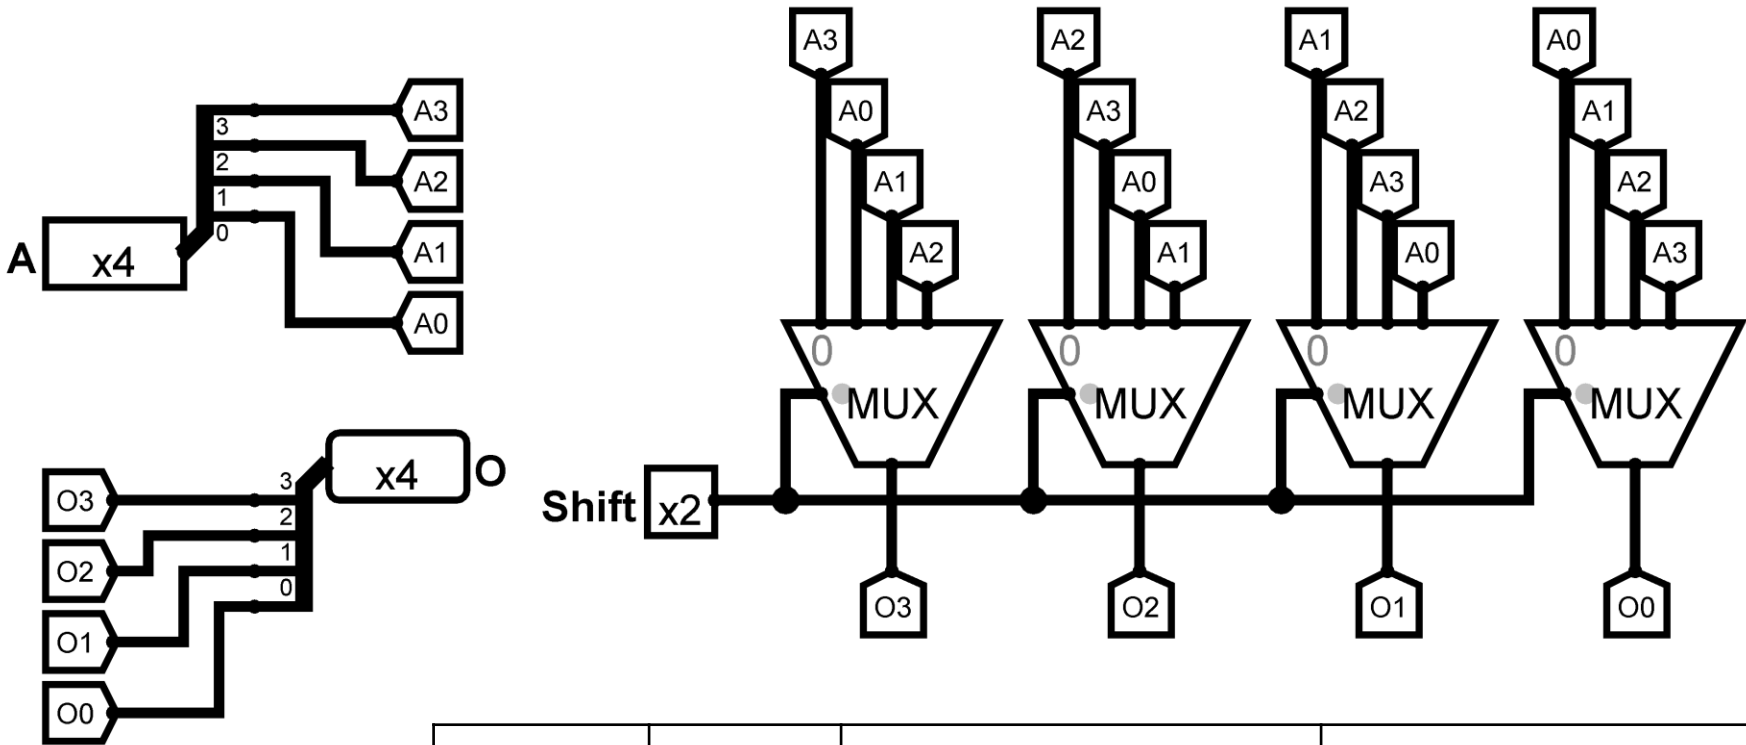 A3 A2 A1 A0
A0 A3 A2 A1
A1 A0 A3 A2
A2 A1 A0 A3
A3
3
A2
2
1
A1
0
A x4
A0
0 0 0 0
MUX MUX MUX MUX
x4 O
3
O3
2
O2
1
0
O1
O0
Shift x2
O3 O2 O1 O0